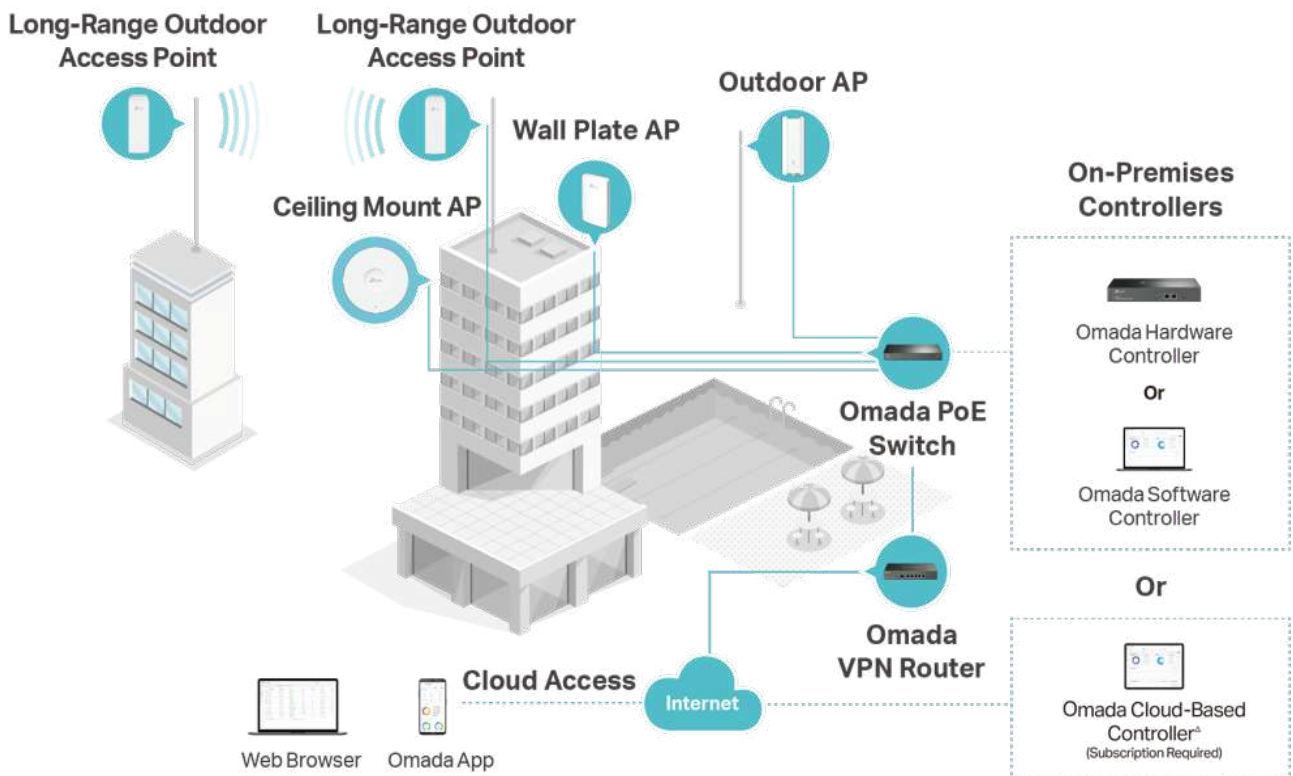 Long-Range Outdoor
Access Point
Long-Range Outdoor
Access Point
Outdoor AP
Wall Plate AP
Ceiling Mount AP
On-Premises
Controllers
Omada Hardware
Controller
Or
Omada PoE
Switch
Omada Software
Controller
Or
Omada
VPN Router
Cloud Access
Internet
Web Browser
Omada App
Omada Cloud-Based
Controller△
(Subscription Required)